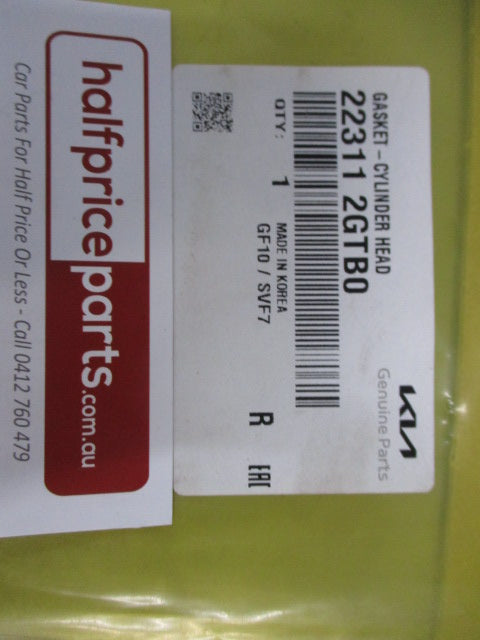 KIA
Genuine Parts
GASKET-CYLINDER HEAD
22311 2GTB0
QTY: 1
MADE IN KOREA
GF10 / SVF7
R
EAC
halfpriceparts.com.au
Car Parts For Half Price Or Less - Call 0412 760 479